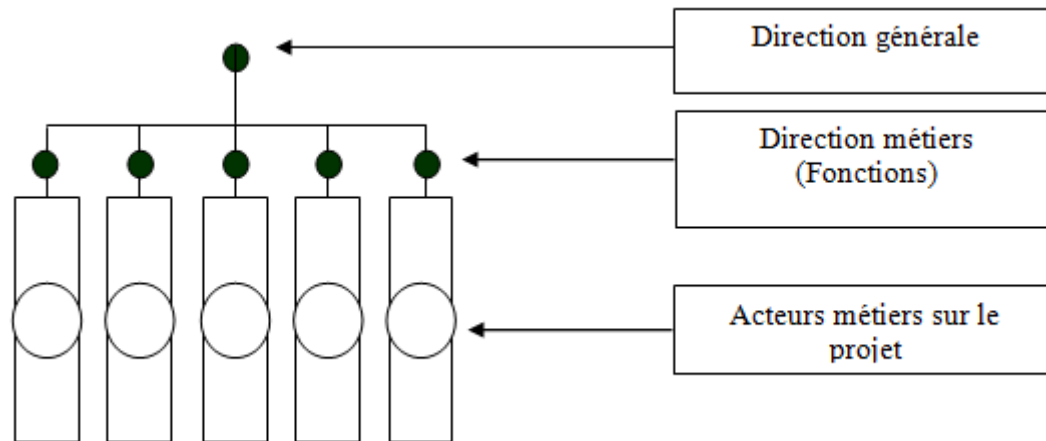 Direction générale
Direction métiers
(Fonctions)
Acteurs métiers sur le
projet